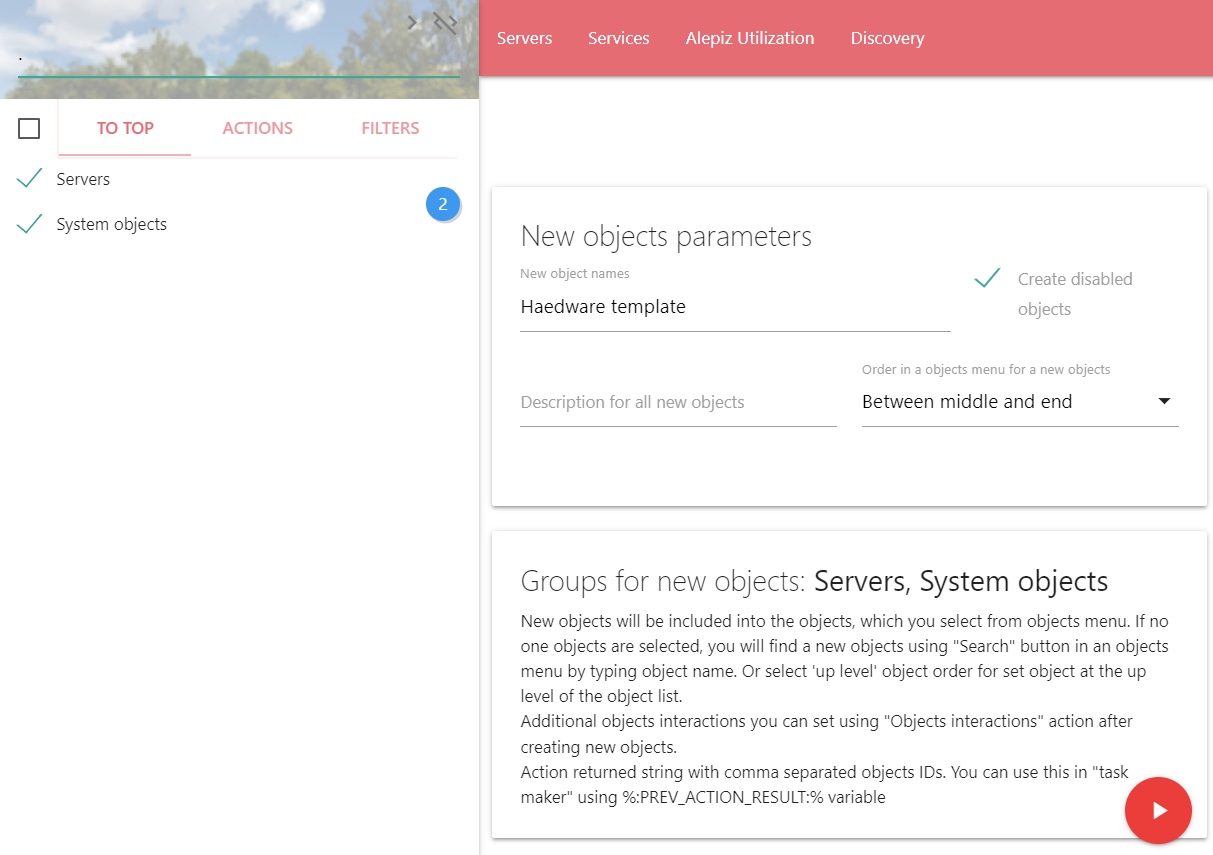 .
Servers Services Alepiz Utilization Discovery
TO TOP ACTIONS FILTERS
Servers
System objects
2
New objects parameters
New object names
Haedware template
Create disabled
objects
Description for all new objects
Order in a objects menu for a new objects
Between middle and end
Groups for new objects: Servers, System objects
New objects will be included into the objects, which you select from objects menu. If no
one objects are selected, you will find a new objects using "Search" button in an objects
menu by typing object name. Or select 'up level' object order for set object at the up
level of the object list.
Additional objects interactions you can set using "Objects interactions" action after
creating new objects.
Action returned string with comma separated objects IDs. You can use this in "task
maker" using %:PREV_ACTION_RESULT:% variable